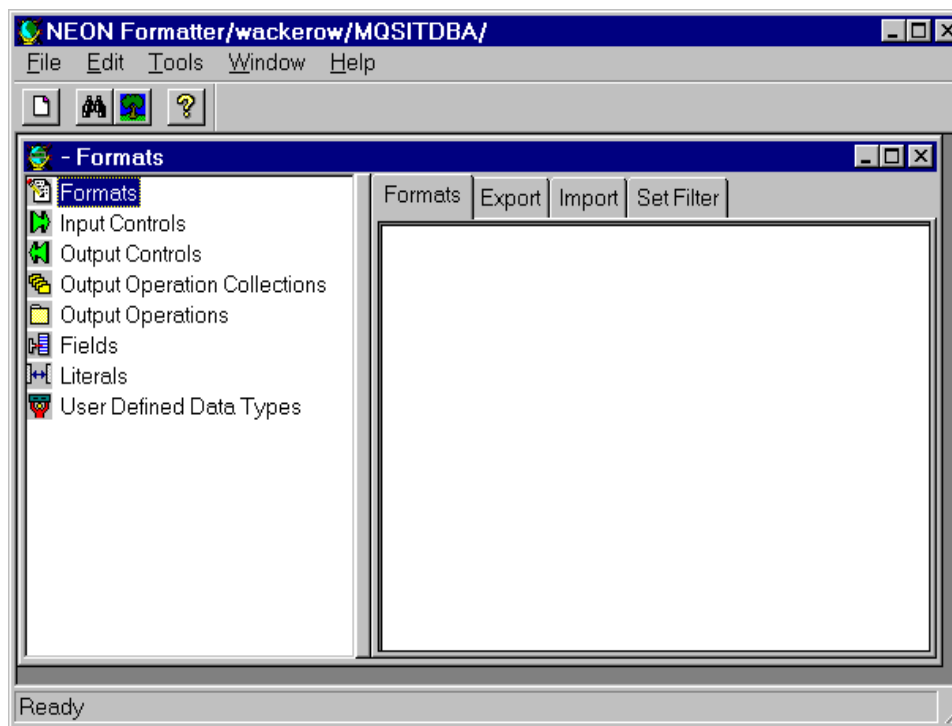 NEON Formatter/wackerow/MQSITDBA/
File Edit Tools Window Help
- Formats
Formats
Input Controls
Output Controls
Output Operation Collections
Output Operations
Fields
Literals
User Defined Data Types
Formats Export Import Set Filter
Ready